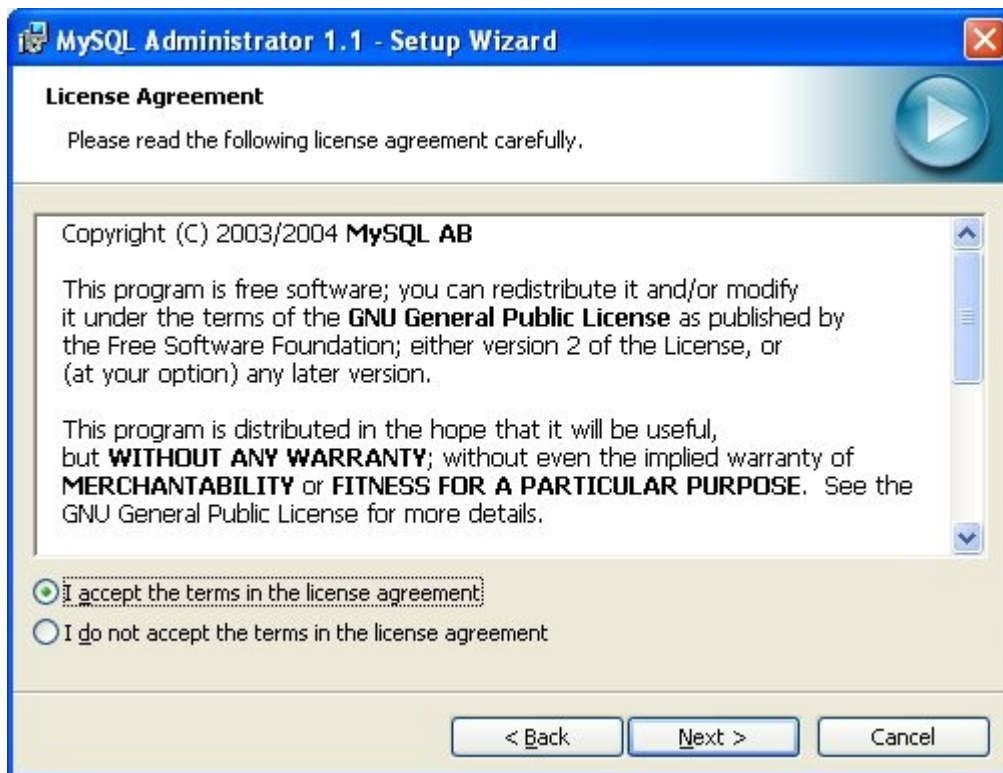 MySQL Administrator 1.1 - Setup Wizard
License Agreement
Please read the following license agreement carefully.
Copyright (C) 2003/2004 MySQL AB
This program is free software; you can redistribute it and/or modify
it under the terms of the GNU General Public License as published by
the Free Software Foundation; either version 2 of the License, or
(at your option) any later version.
This program is distributed in the hope that it will be useful,
but WITHOUT ANY WARRANTY; without even the implied warranty of
MERCHANTABILITY or FITNESS FOR A PARTICULAR PURPOSE.  See the
GNU General Public License for more details.
I accept the terms in the license agreement
I do not accept the terms in the license agreement
< Back Next > Cancel